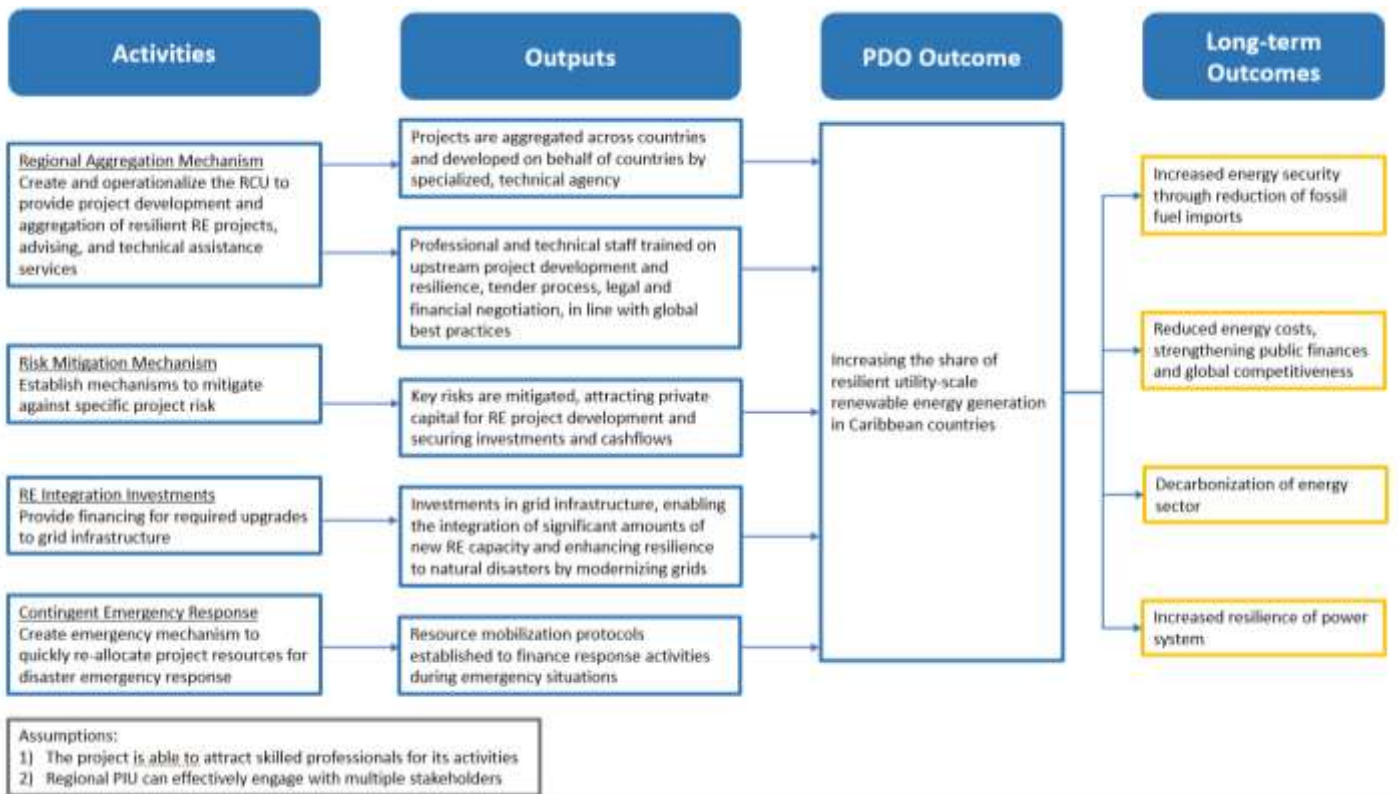 Activities
Outputs
PDO Outcome
Long-term
Outcomes
Regional Aggregation Mechanism
Create and operationalize the RCU to
provide project development and
aggregation of resilient RE projects,
advising, and technical assistance
services
Risk Mitigation Mechanism
Establish mechanisms to mitigate
against specific project risk
RE Integration Investments
Provide financing for required upgrades
to grid infrastructure
Contingent Emergency Response
Create emergency mechanism to
quickly re-allocate project resources for
disaster emergency response
Projects are aggregated across countries
and developed on behalf of countries by
specialized, technical agency
Professional and technical staff trained on
upstream project development and
resilience, tender process, legal and
financial negotiation, in line with global
best practices
Key risks are mitigated, attracting private
capital for RE project development and
securing investments and cashflows
Investments in grid infrastructure, enabling
the integration of significant amounts of
new RE capacity and enhancing resilience
to natural disasters by modernizing grids
Resource mobilization protocols
established to finance response activities
during emergency situations
Increasing the share of
resilient utility-scale
renewable energy generation
in Caribbean countries
Increased energy security
through reduction of fossil
fuel imports
Reduced energy costs,
strengthening public finances
and global competitiveness
Decarbonization of energy
sector
Increased resilience of power
system
Assumptions:
1) The project is able to attract skilled professionals for its activities
2) Regional PIU can effectively engage with multiple stakeholders